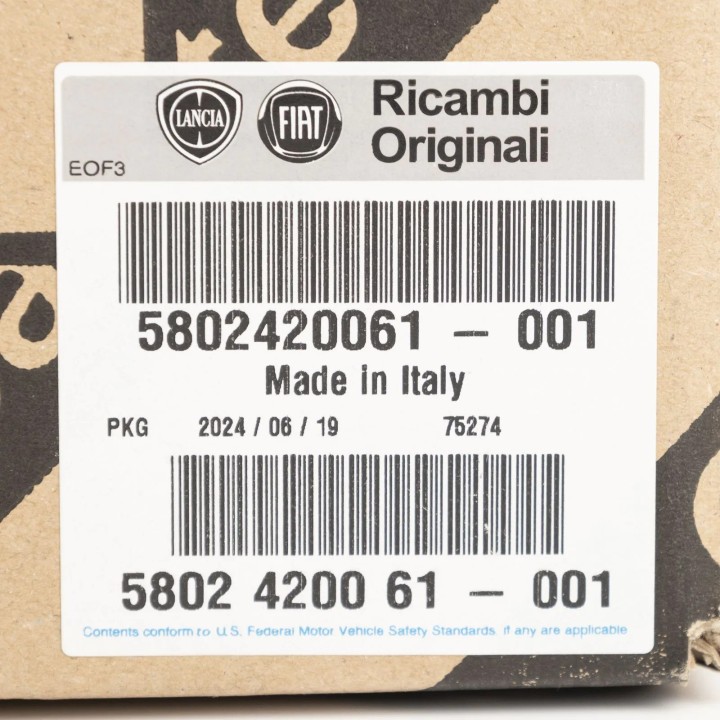 LANCIA FIAT Ricambi
Originali
EOF3
5802420061 – 001
Made in Italy
PKG 2024 / 06 / 19 75274
5802 4200 61 – 001
Contents conform to U.S. Federal Motor Vehicle Safety Standards if any are applicable